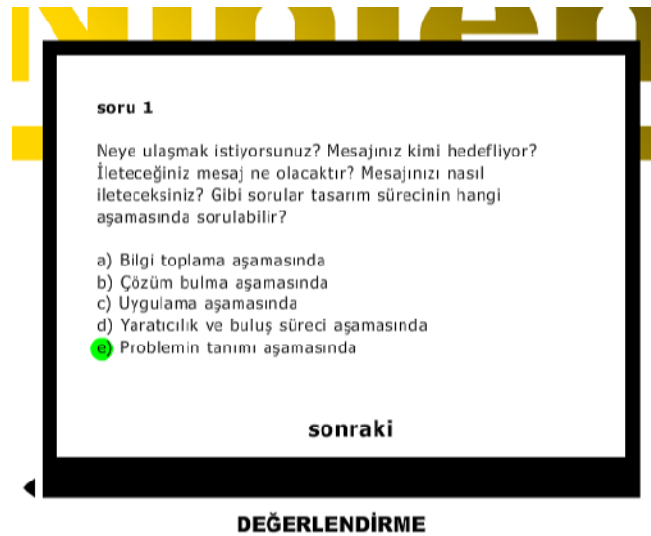 soru 1
Neye ulaşmak istiyorsunuz? Mesajınız kimi hedefliyor?
İleteceğiniz mesaj ne olacaktır? Mesajınızı nasıl
ileteceksiniz? Gibi sorular tasarım sürecinin hangi
aşamasında sorulabilir?
a) Bilgi toplama aşamasında
b) Çözüm bulma aşamasında
c) Uygulama aşamasında
d) Yaratıcılık ve buluş süreci aşamasında
e) Problemin tanımı aşamasında
sonraki
DEĞERLENDİRME